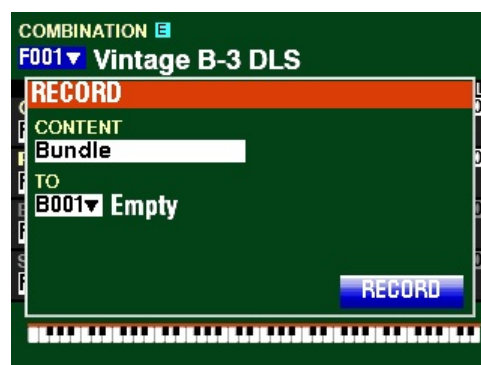 COMBINATION E
F001▼ Vintage B-3 DLS
RECORD
CONTENT
Bundle
TO
B001▼ Empty
RECORD